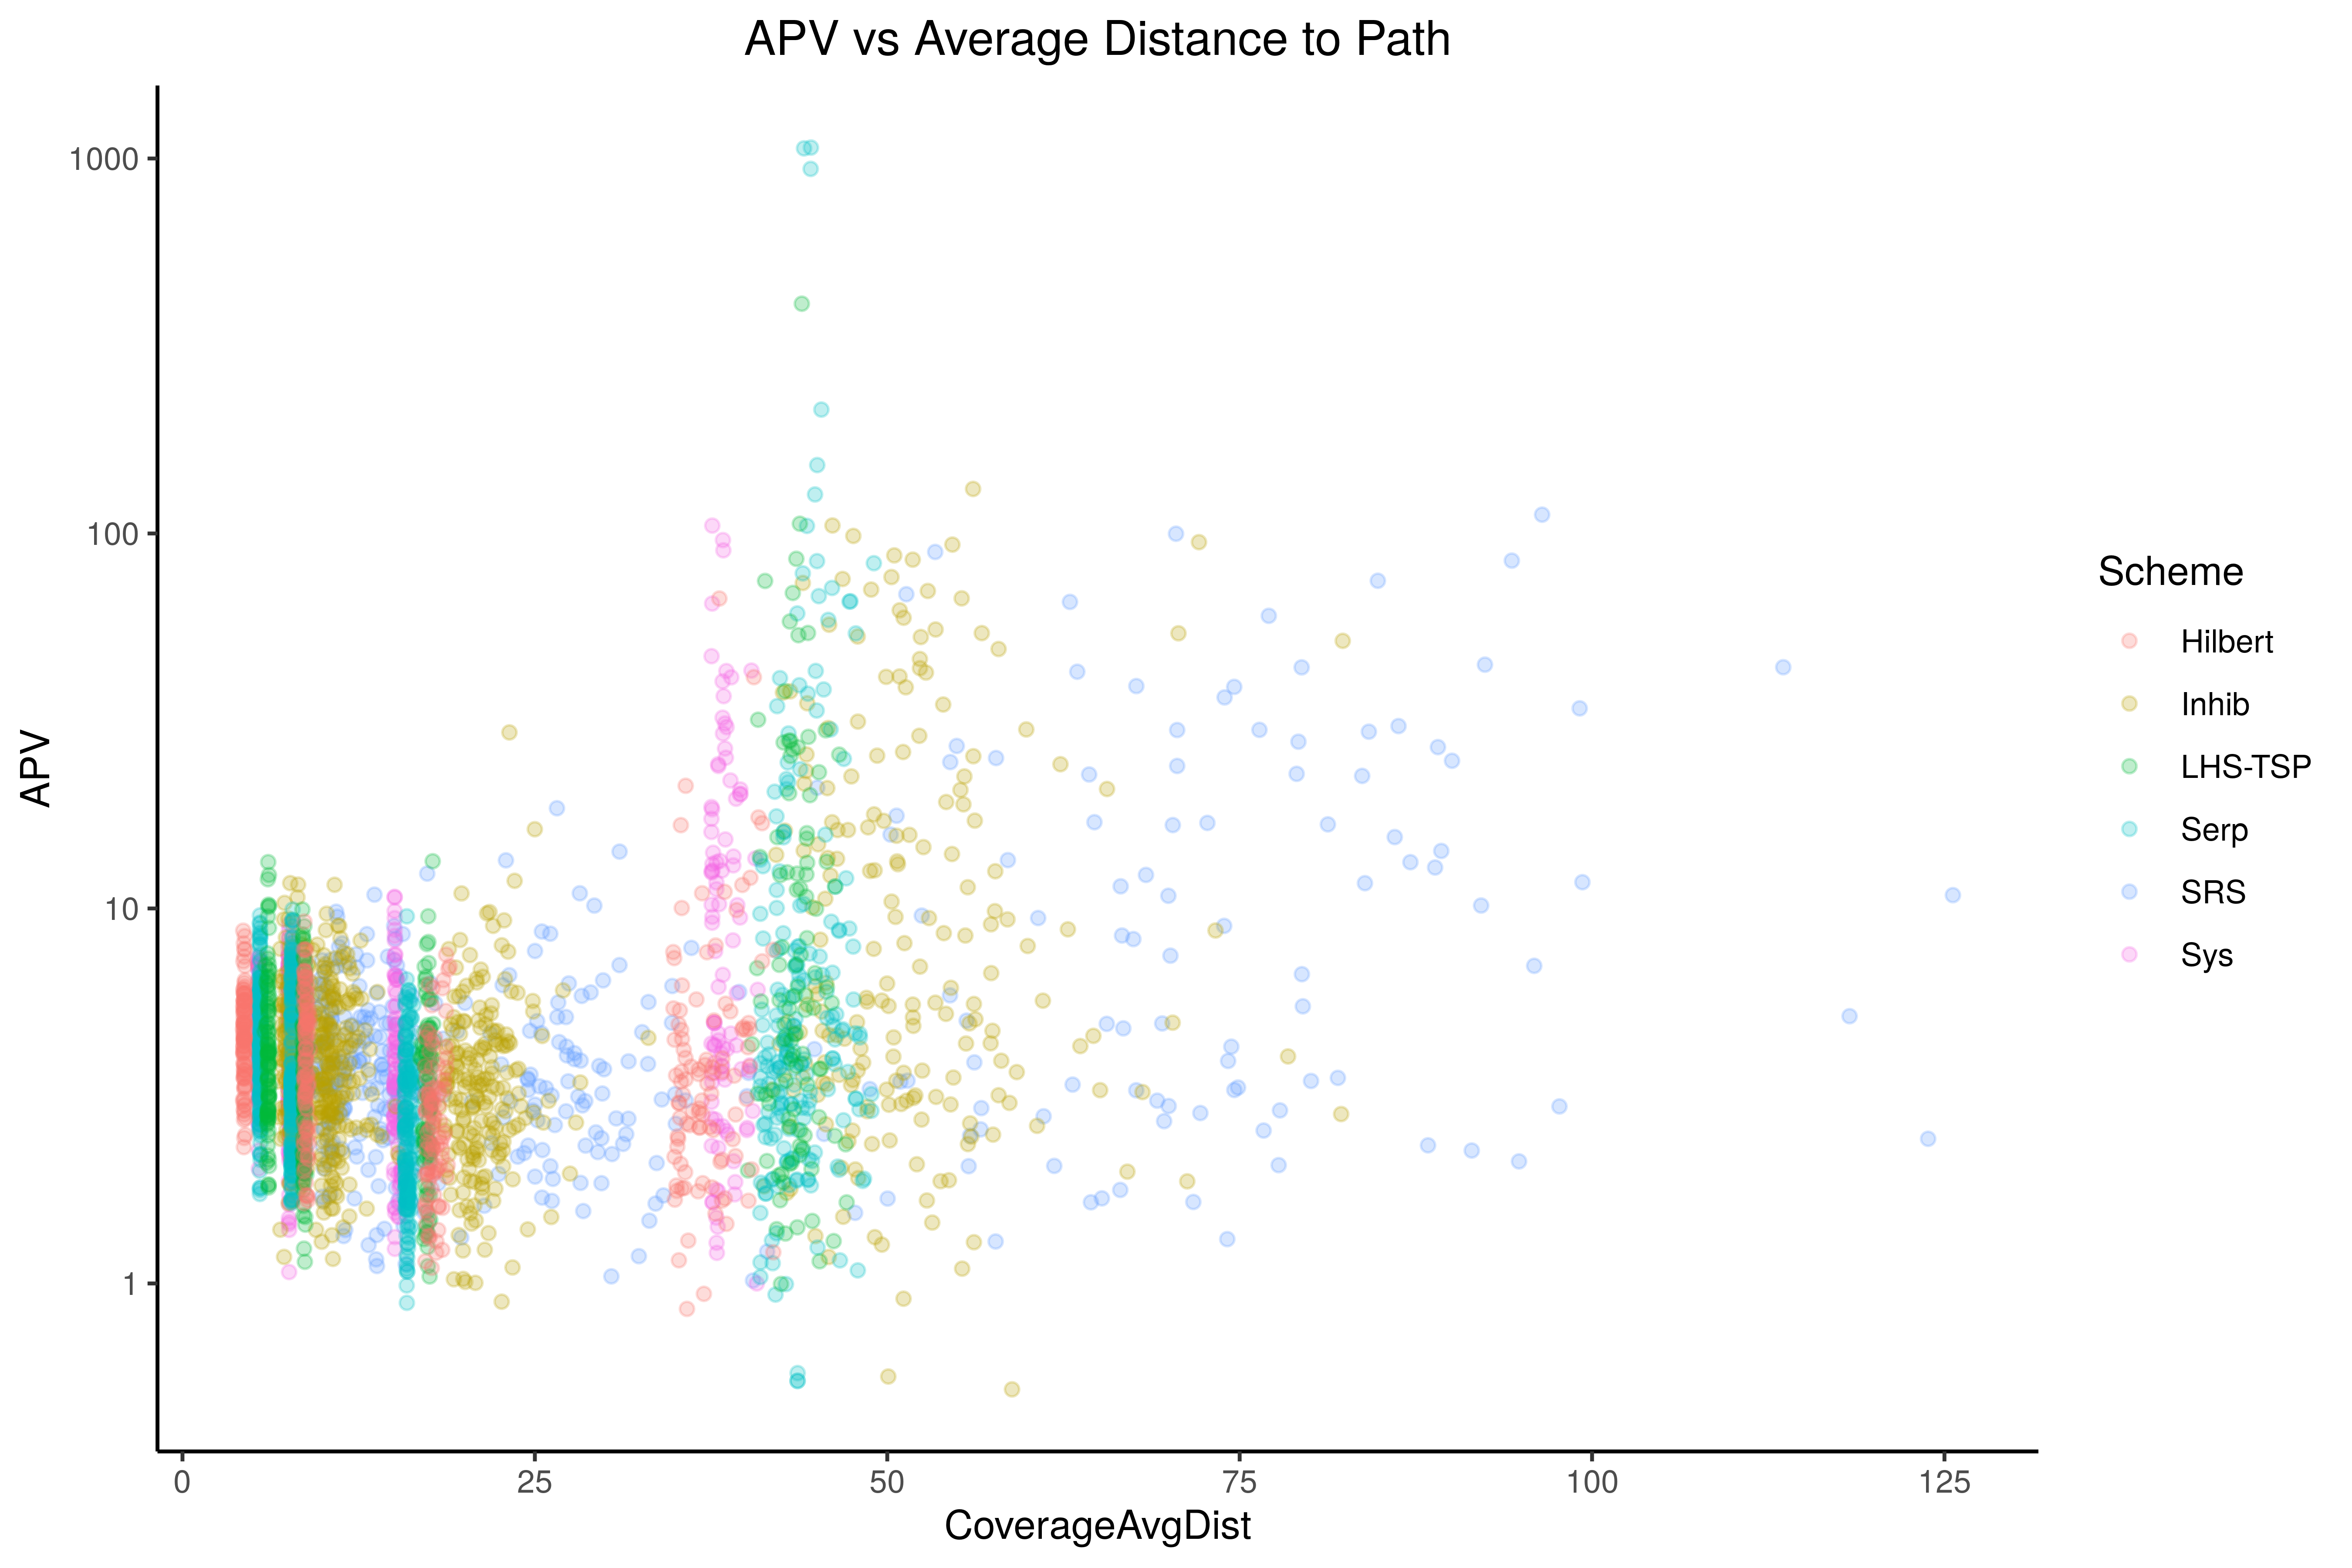 APV vs Average Distance to Path
APV
1000
100
10
1
0
25
50
75
100
125
CoverageAvgDist
Scheme
Hilbert
Inhib
LHS-TSP
Serp
SRS
Sys